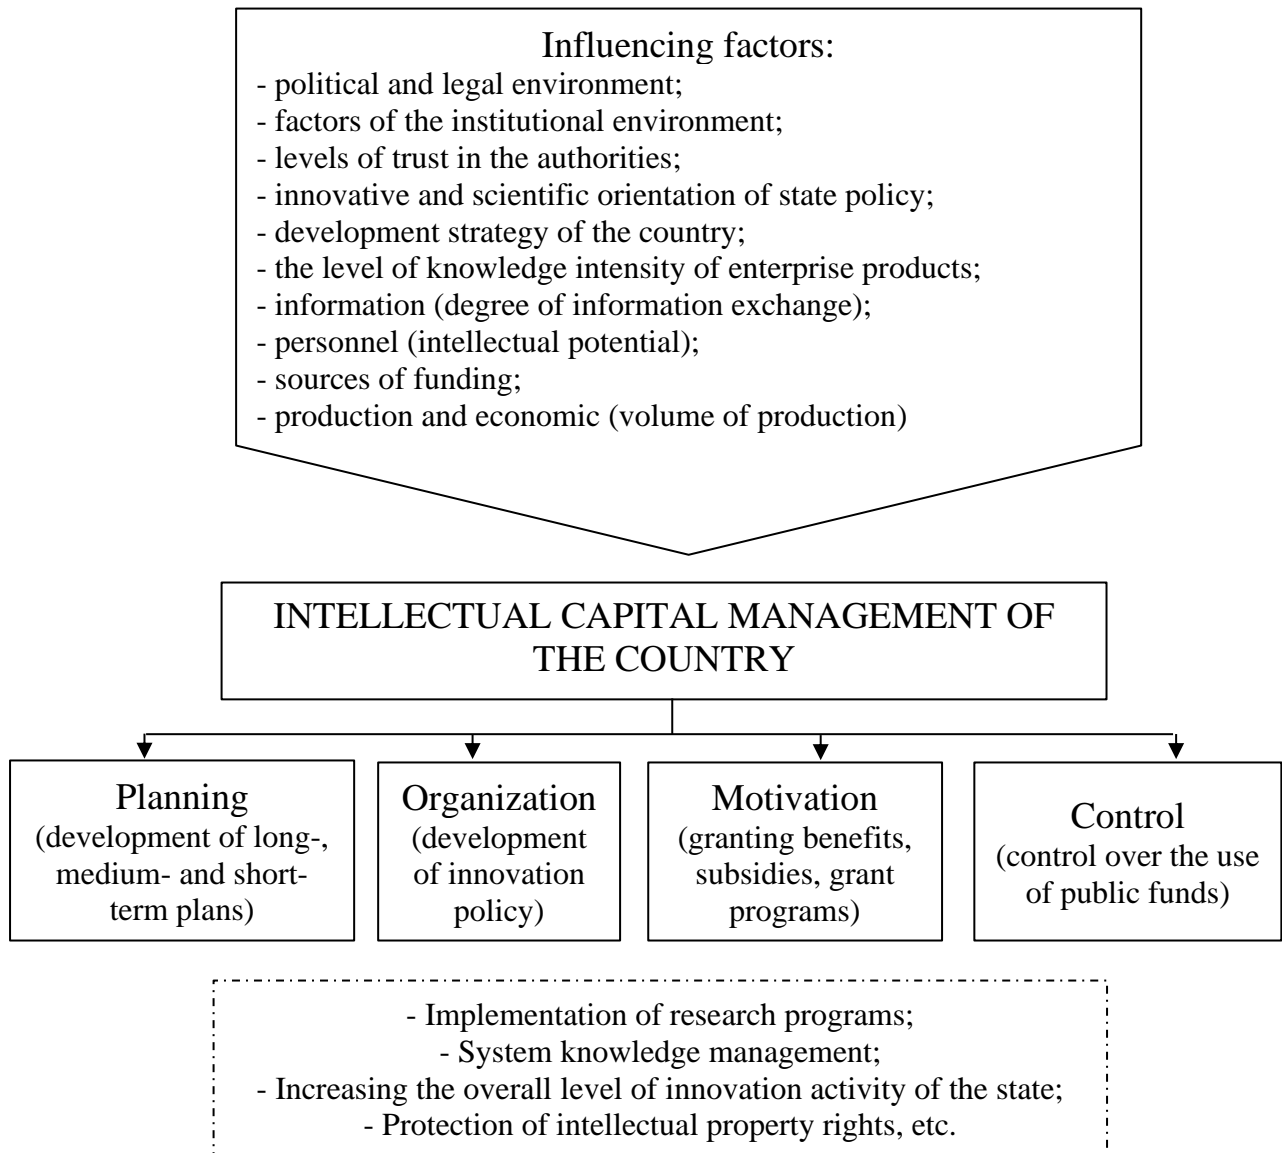 Influencing factors:
- political and legal environment;
- factors of the institutional environment;
- levels of trust in the authorities;
- innovative and scientific orientation of state policy;
- development strategy of the country;
- the level of knowledge intensity of enterprise products;
- information (degree of information exchange);
- personnel (intellectual potential);
- sources of funding;
- production and economic (volume of production)
INTELLECTUAL CAPITAL MANAGEMENT OF
THE COUNTRY
Planning
(development of long-,
medium- and short-
term plans)
Organization
(development
of innovation
policy)
Motivation
(granting benefits,
subsidies, grant
programs)
Control
(control over the use
of public funds)
- Implementation of research programs;
- System knowledge management;
- Increasing the overall level of innovation activity of the state;
- Protection of intellectual property rights, etc.